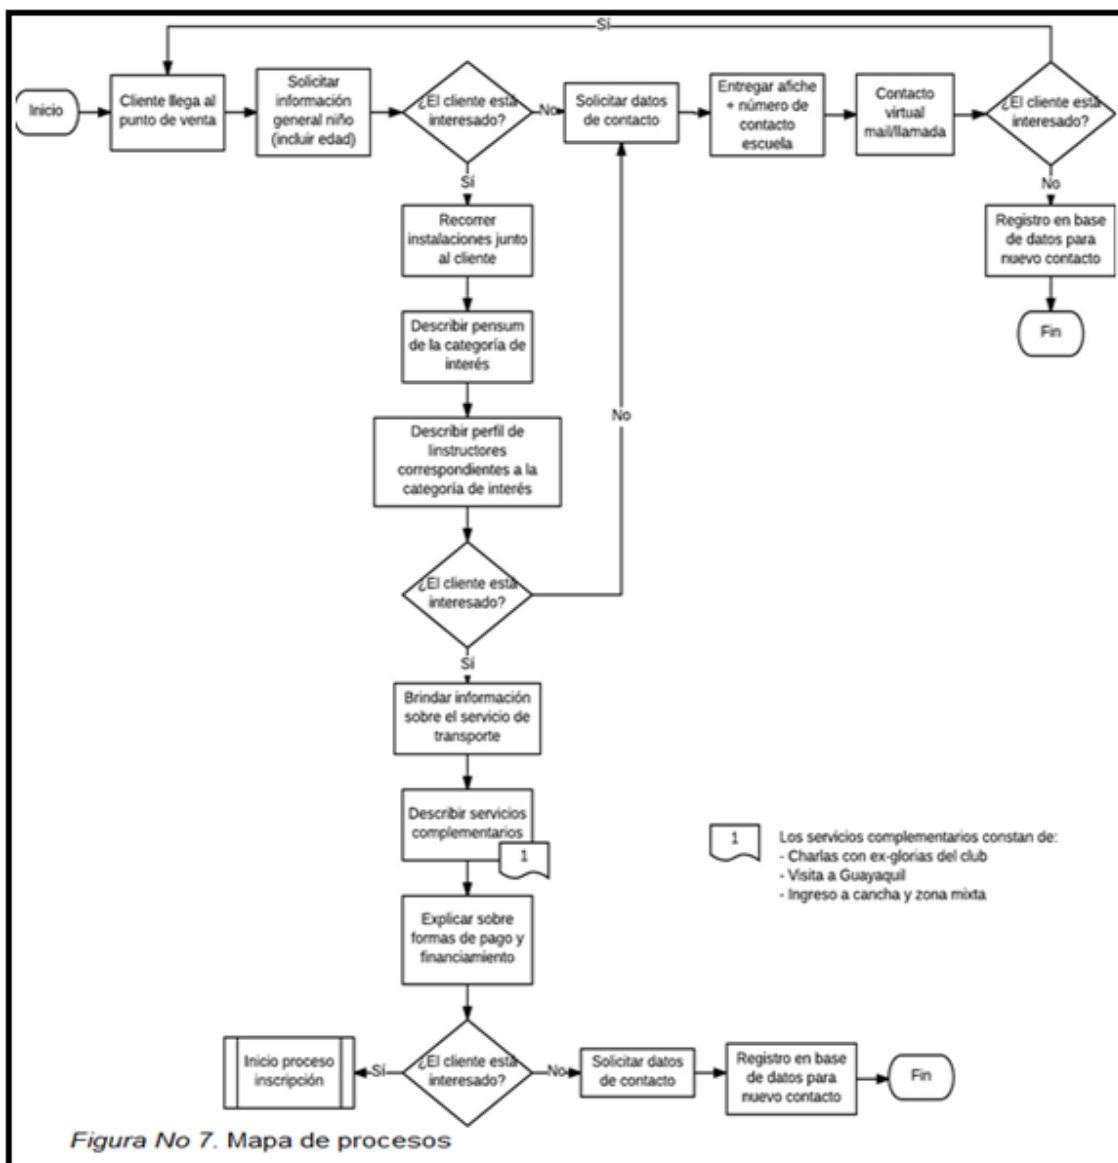 Sí
Inicio
Cliente llega al
punto de venta
Solicitar
información
general niño
(incluir edad)
¿El cliente está
interesado?
No
Solicitar datos
de contacto
Entregar afiche
+ número de
contacto
escuela
Contacto
virtual
mail/llamada
¿El cliente está
interesado?
Sí
No
Recorrer
instalaciones junto
al cliente
Registro en base
de datos para
nuevo contacto
Fin
Describir pensum
de la categoría de
interés
No
Describir perfil de
linstructores
correspondientes a la
categoría de interés
¿El cliente está
interesado?
Sí
Brindar información
sobre el servicio de
transporte
Describir servicios
complementarios
1
1
Los servicios complementarios constan de:
- Charlas con ex-glorias del club
- Visita a Guayaquil
- Ingreso a cancha y zona mixta
Explicar sobre
formas de pago y
financiamiento
Inicio proceso
inscripción
Sí
¿El cliente está
interesado?
No
Solicitar datos
de contacto
Registro en base
de datos para
nuevo contacto
Fin
Figura No 7. Mapa de procesos